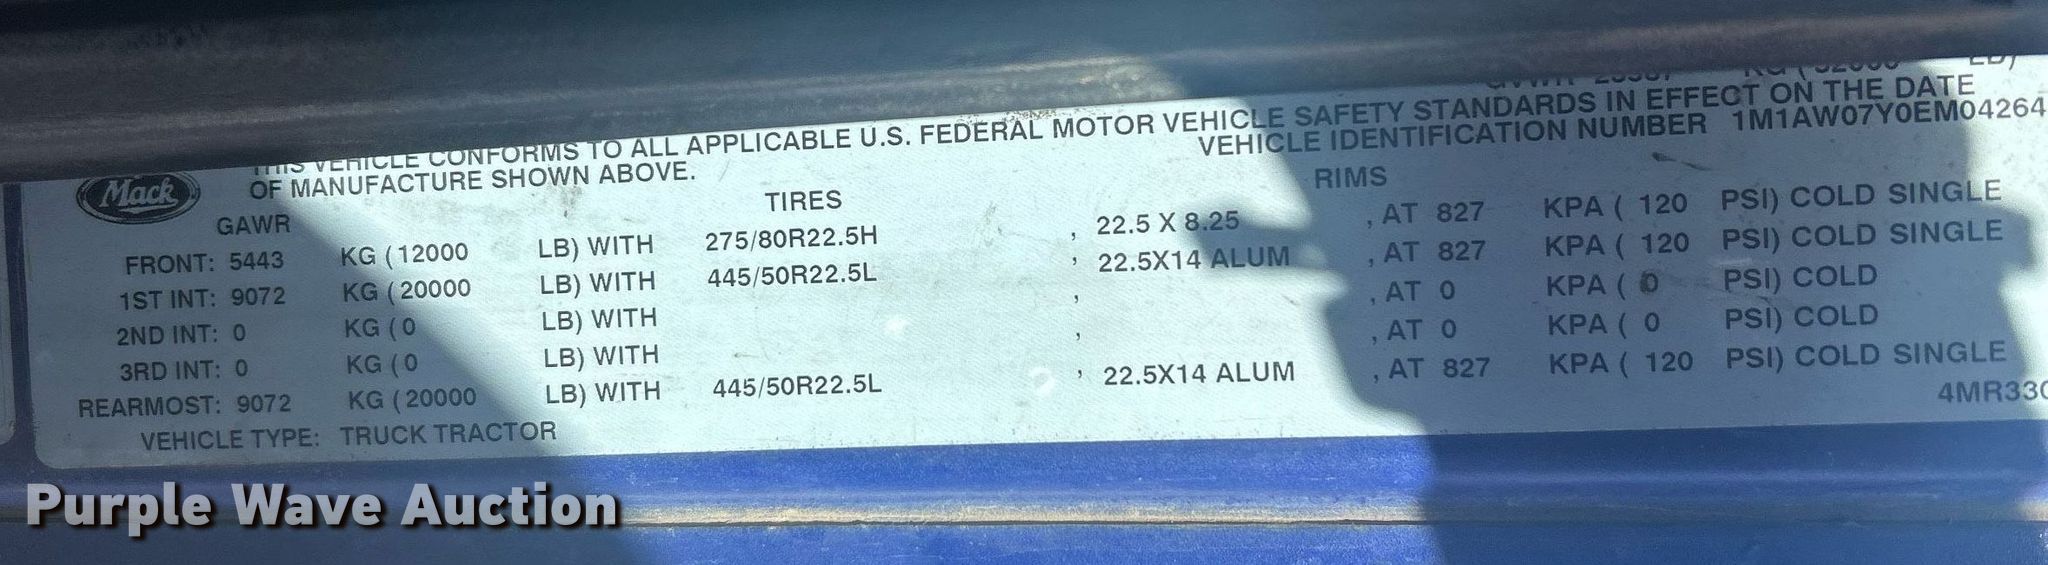 THIS VEHICLE CONFORMS TO ALL APPLICABLE U.S. FEDERAL MOTOR VEHICLE SAFETY STANDARDS IN EFFECT ON THE DATE
OF MANUFACTURE SHOWN ABOVE. VEHICLE IDENTIFICATION NUMBER 1M1AW07Y0EM04264
Mack
GAWR TIRES RIMS
FRONT: 5443 KG ( 12000 LB) WITH 275/80R22.5H , 22.5 X 8.25 , AT 827 KPA ( 120 PSI) COLD SINGLE
1ST INT: 9072 KG ( 20000 LB) WITH 445/50R22.5L , 22.5X14 ALUM , AT 827 KPA ( 120 PSI) COLD SINGLE
2ND INT: 0 KG ( 0 LB) WITH , , AT 0 KPA ( 0 PSI) COLD
3RD INT: 0 KG ( 0 LB) WITH , , AT 0 KPA ( 0 PSI) COLD
REARMOST: 9072 KG ( 20000 LB) WITH 445/50R22.5L , 22.5X14 ALUM , AT 827 KPA ( 120 PSI) COLD SINGLE
VEHICLE TYPE: TRUCK TRACTOR 4MR330
Purple Wave Auction